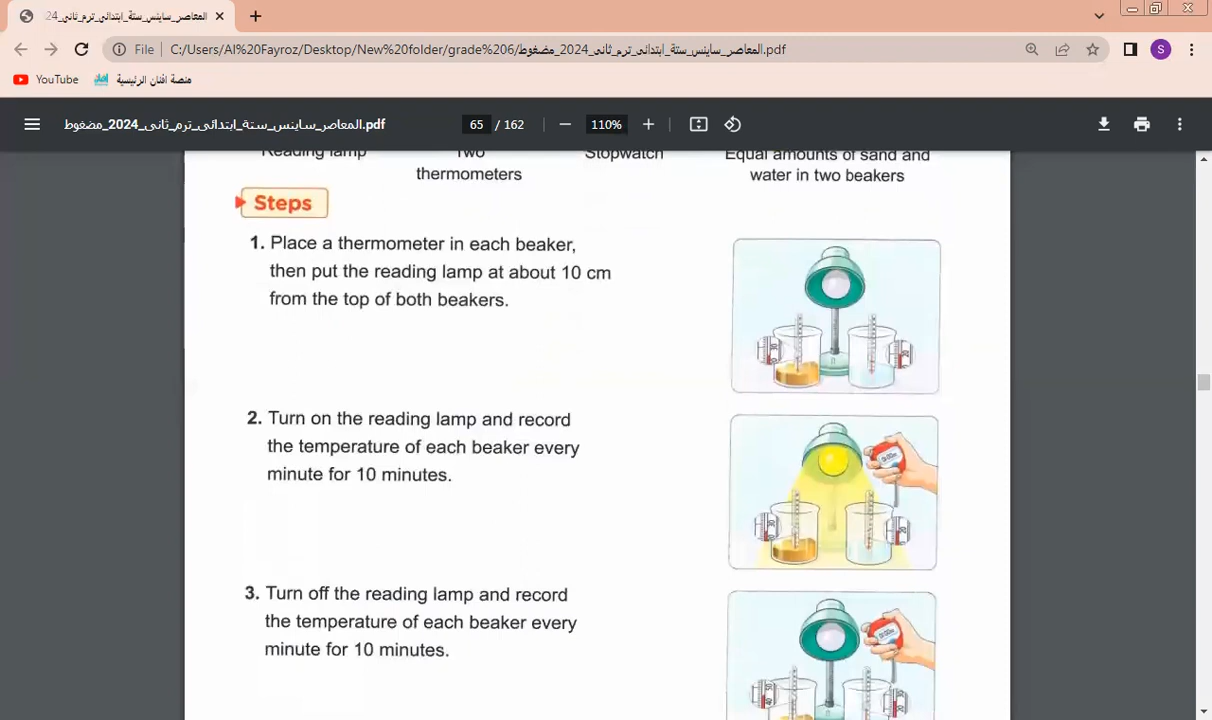 المعاصر_ساينس_ستة_ابتدائي_ترم_ثاني_24
File C:/Users/Al%20Fayroz/Desktop/New%20folder/grade%206/المعاصر_ساينس_ستة_ابتدائى_ترم_ثانى_2024_مضغوط.pdf
S
YouTube منصة افنان الرئيسية
المعاصر_ساينس_ستة_ابتدائى_ترم_ثانى_2024_مضغوط.pdf 65 / 162 110%
Reading lamp Two Stopwatch Equal amounts of sand and
thermometers water in two beakers
Steps
1. Place a thermometer in each beaker,
then put the reading lamp at about 10 cm
from the top of both beakers.
2. Turn on the reading lamp and record
the temperature of each beaker every
minute for 10 minutes.
3. Turn off the reading lamp and record
the temperature of each beaker every
minute for 10 minutes.